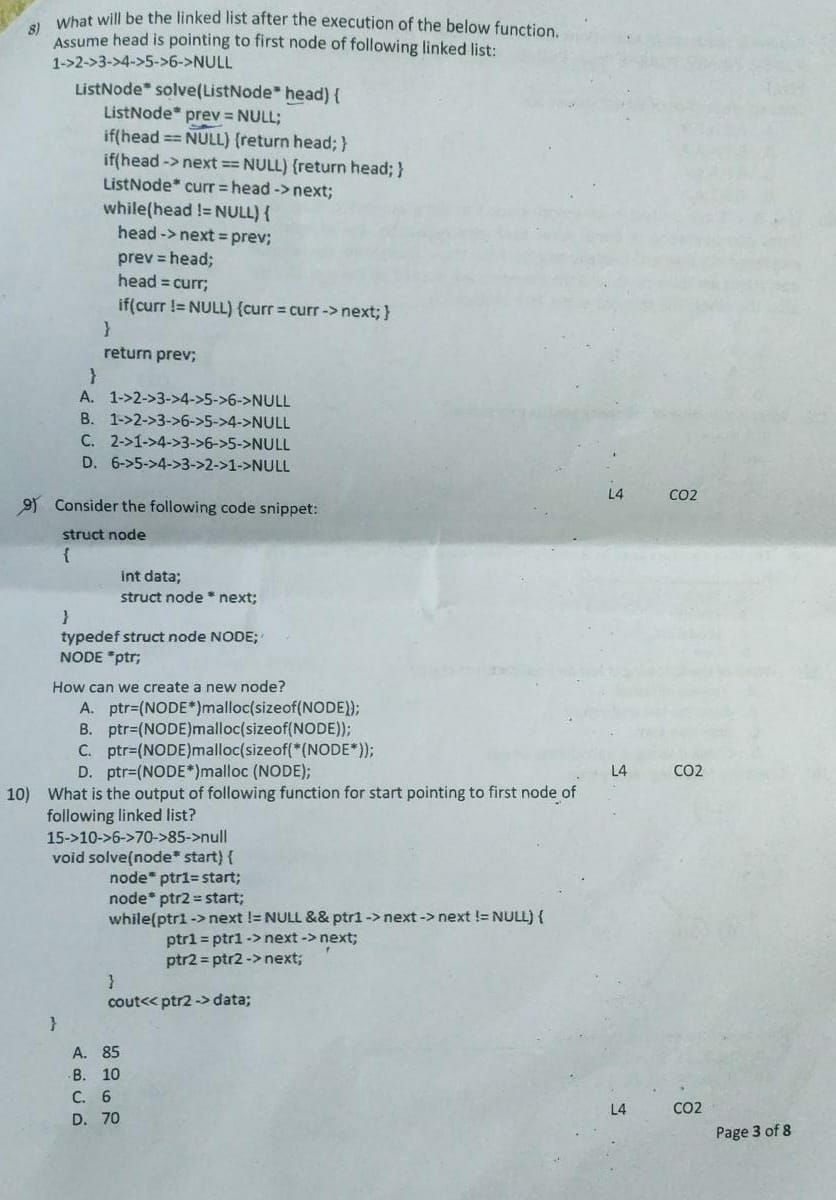 8) What will be the linked list after the execution of the below function.
Assume head is pointing to first node of following linked list:
1->2->3->4->5->6->NULL
ListNode* solve(ListNode* head) {
ListNode* prev = NULL;
if(head == NULL) {return head; }
if(head -> next == NULL) {return head; }
ListNode* curr = head -> next;
while(head != NULL) {
head -> next = prev;
prev = head;
head = curr;
if(curr != NULL) {curr = curr -> next; }
}
return prev;
}
A. 1->2->3->4->5->6->NULL
B. 1->2->3->6->5->4->NULL
C. 2->1->4->3->6->5->NULL
D. 6->5->4->3->2->1->NULL
L4 CO2
9) Consider the following code snippet:
struct node
{
int data;
struct node * next;
}
typedef struct node NODE;
NODE *ptr;
How can we create a new node?
A. ptr=(NODE*)malloc(sizeof(NODE));
B. ptr=(NODE)malloc(sizeof(NODE));
C. ptr=(NODE)malloc(sizeof(*(NODE*));
D. ptr=(NODE*)malloc (NODE);
L4 CO2
10) What is the output of following function for start pointing to first node of
following linked list?
15->10->6->70->85->null
void solve(node* start) {
node* ptr1= start;
node* ptr2 = start;
while(ptr1 -> next != NULL && ptr1 -> next -> next != NULL) {
ptr1 = ptr1 -> next -> next;
ptr2 = ptr2 -> next;
}
cout<< ptr2 -> data;
}
A. 85
B. 10
C. 6
D. 70
L4 CO2
Page 3 of 8